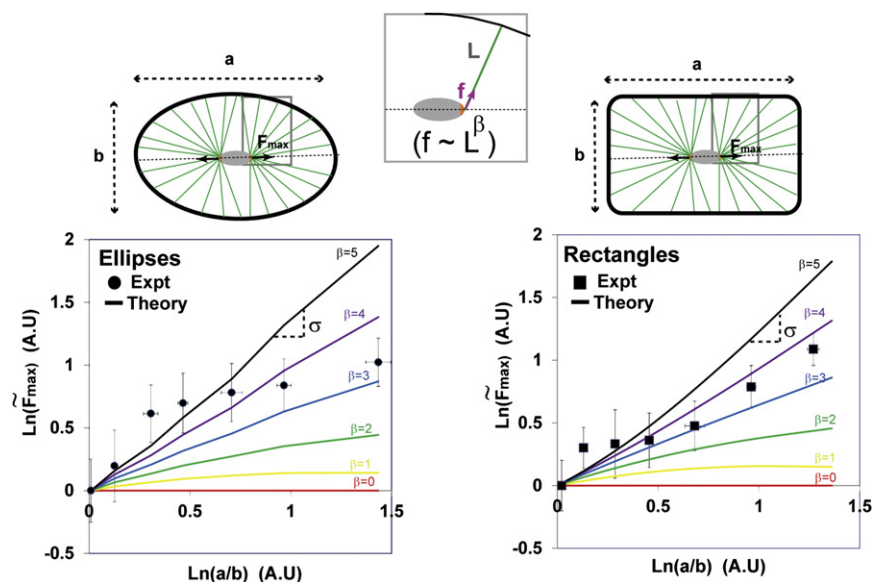 a
b
Fmax
L
f
(f ~ L^β)
a
b
Fmax
Ellipses
Expt
Theory
σ
β=5
β=4
β=3
β=2
β=1
β=0
2
1.5
1
0.5
0
-0.5
0
0.5
1
1.5
Ln(F̃max) (A.U)
Ln(a/b) (A.U)
Rectangles
Expt
Theory
σ
β=5
β=4
β=3
β=2
β=1
β=0
2
1.5
1
0.5
0
-0.5
0
0.5
1
1.5
Ln(F̃max) (A.U)
Ln(a/b) (A.U)